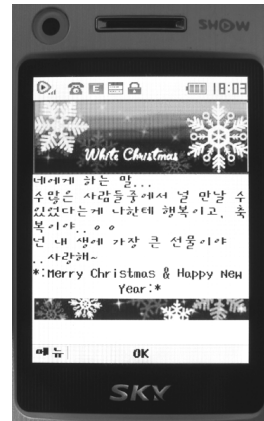 SHOW
18:03
White Christmas
네에게 하는 말...
수많은 사람들중에서 널 만날 수
있었다는게 나한테 행복이고, 축
복이야.. ㅇㅇ
넌 내 생에 가장 큰 선물이야
..사랑해~
*:Merry Christmas & Happy New
Year:*
메뉴 OK
SKY